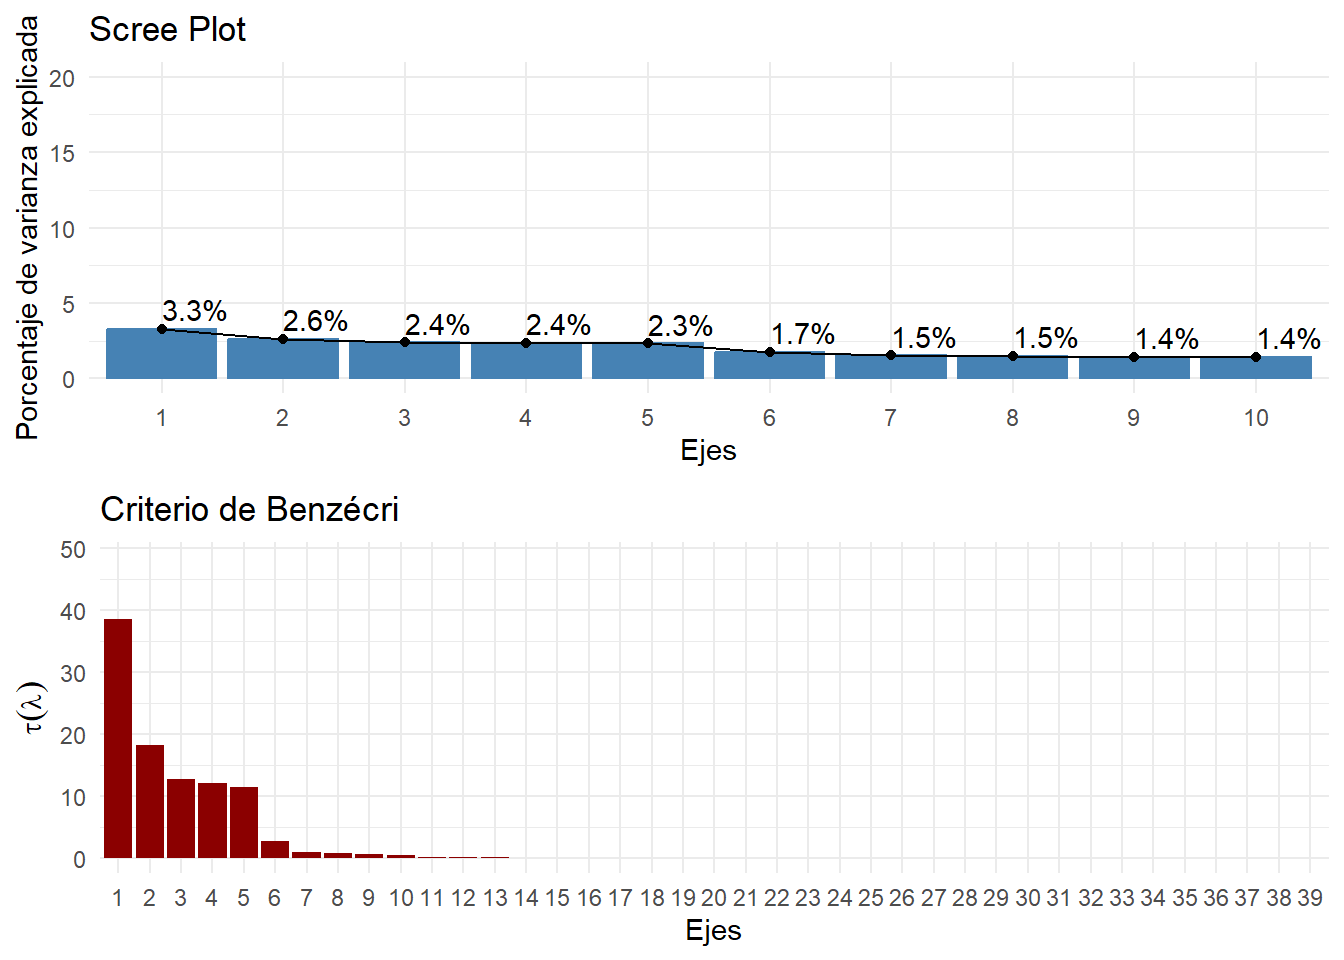 Scree Plot
Porcentaje de varianza explicada
20
15
10
5
0
3.3% 2.6% 2.4% 2.4% 2.3% 1.7% 1.5% 1.5% 1.4% 1.4%
1 2 3 4 5 6 7 8 9 10
Ejes
Criterio de Benzécri
τ(λ)
50
40
30
20
10
0
1 2 3 4 5 6 7 8 9 10 11 12 13 14 15 16 17 18 19 20 21 22 23 24 25 26 27 28 29 30 31 32 33 34 35 36 37 38 39
Ejes